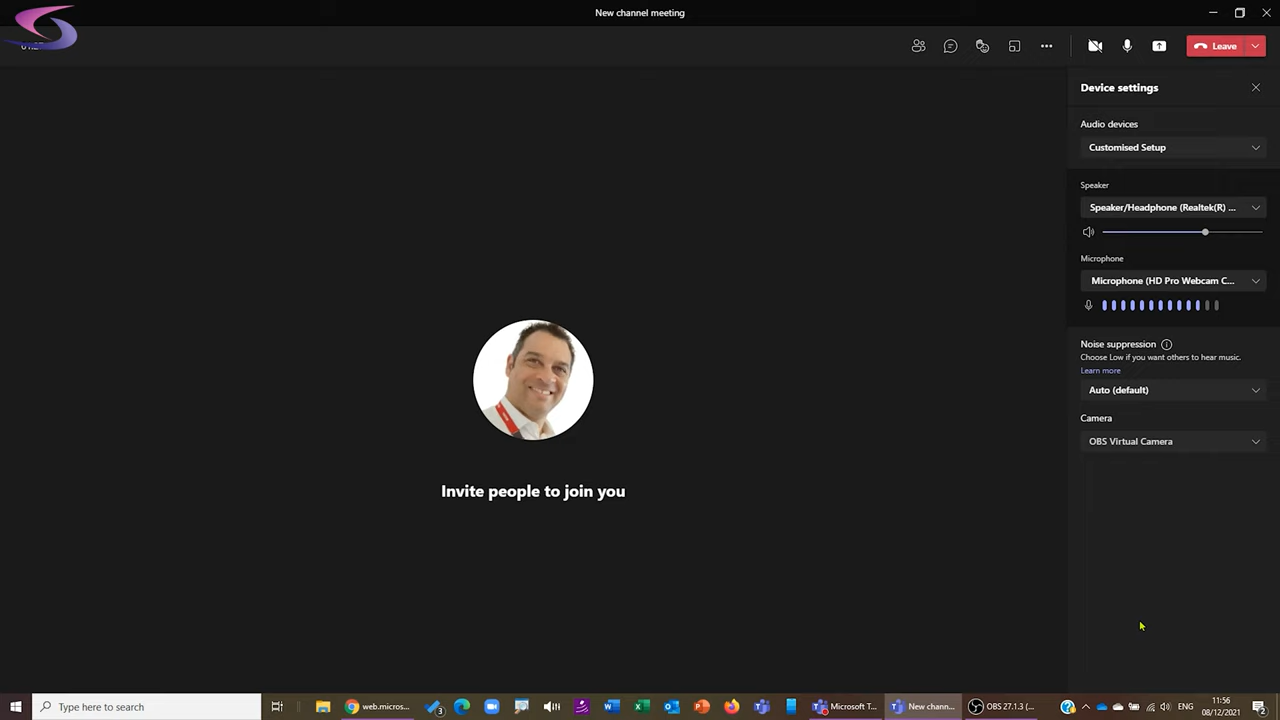 New channel meeting
Leave
Device settings
Audio devices
Customised Setup
Speaker
Speaker/Headphone (Realtek(R) ...
Microphone
Microphone (HD Pro Webcam C...
Noise suppression
Choose Low if you want others to hear music.
Learn more
Auto (default)
Camera
OBS Virtual Camera
Invite people to join you
Type here to search
web.micros...
3
Microsoft T...
New chann...
OBS 27.1.3 (...
ENG
11:56
08/12/2021
2